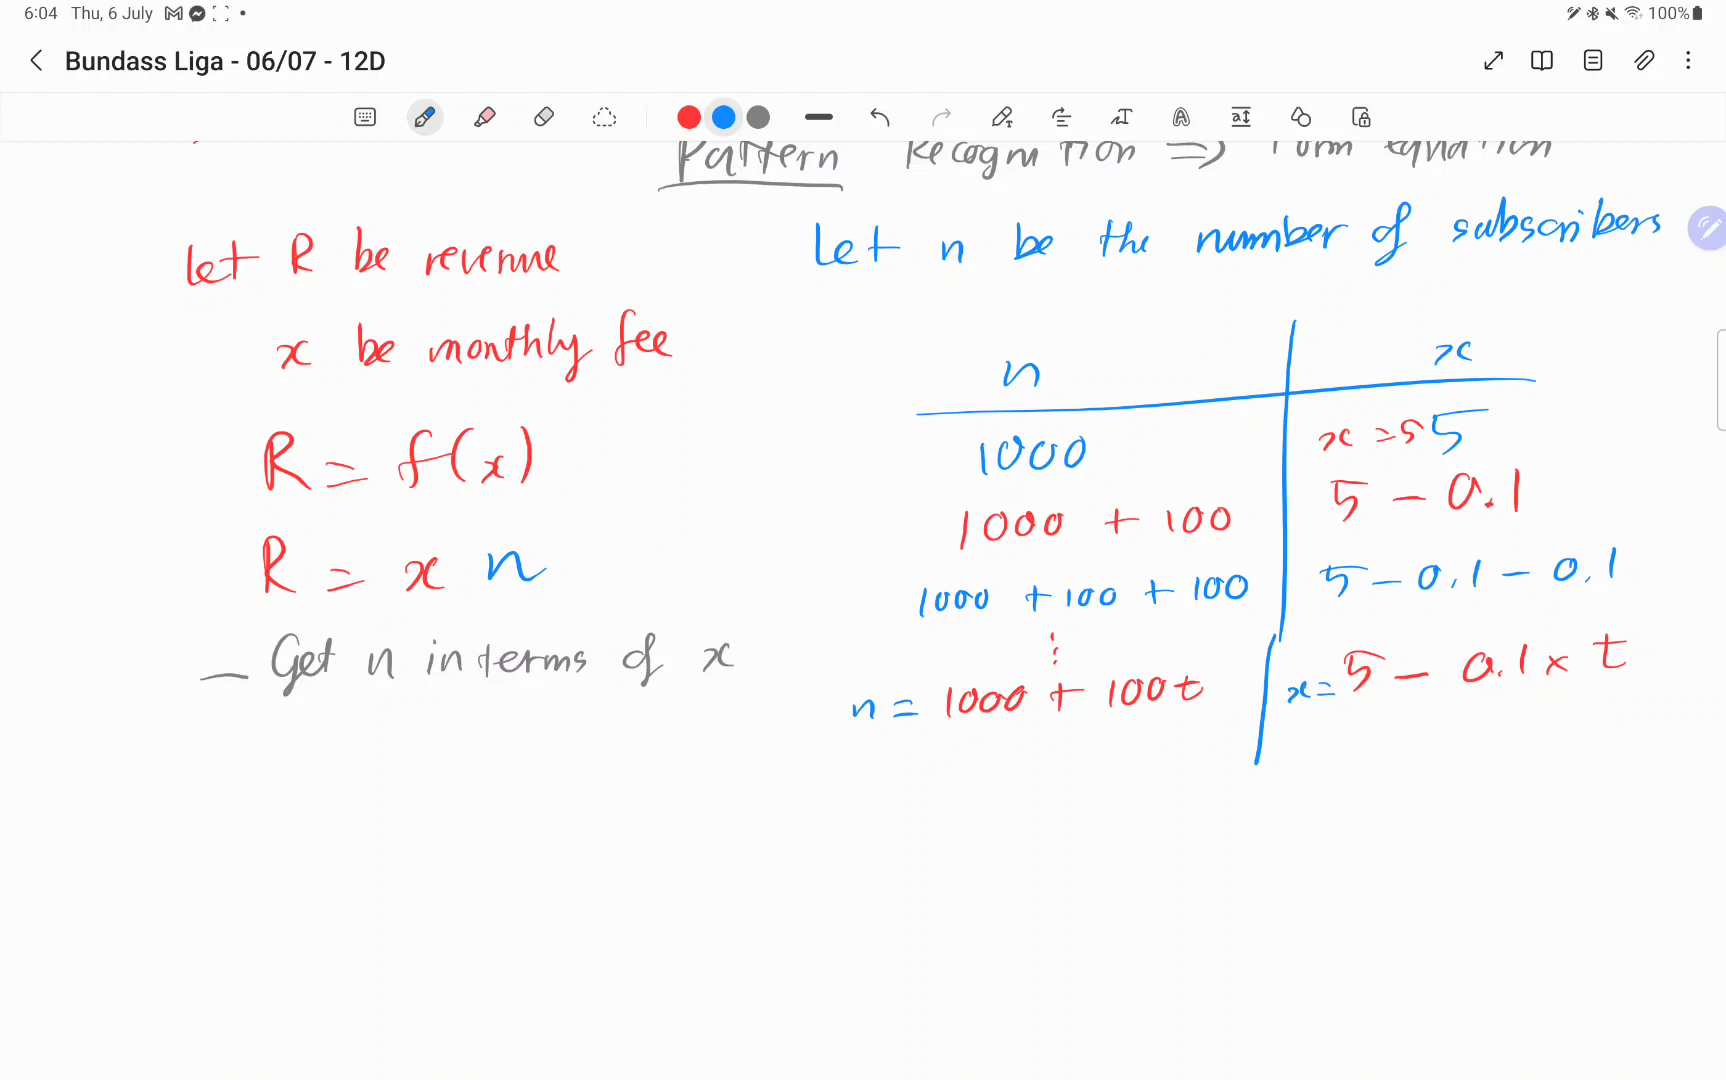 6:04 Thu, 6 July 100%
Bundass Liga - 06/07 - 12D
Pattern Recognition ⇒ Form equation
Let R be revenue
x be monthly fee
R = f(x)
R = x n
— Get n in terms of x
Let n be the number of subscribers
n | x
1000 | x = 5 5
1000 + 100 | 5 - 0.1
1000 + 100 + 100 | 5 - 0.1 - 0.1
⋮
n = 1000 + 100t | x = 5 - 0.1 × t